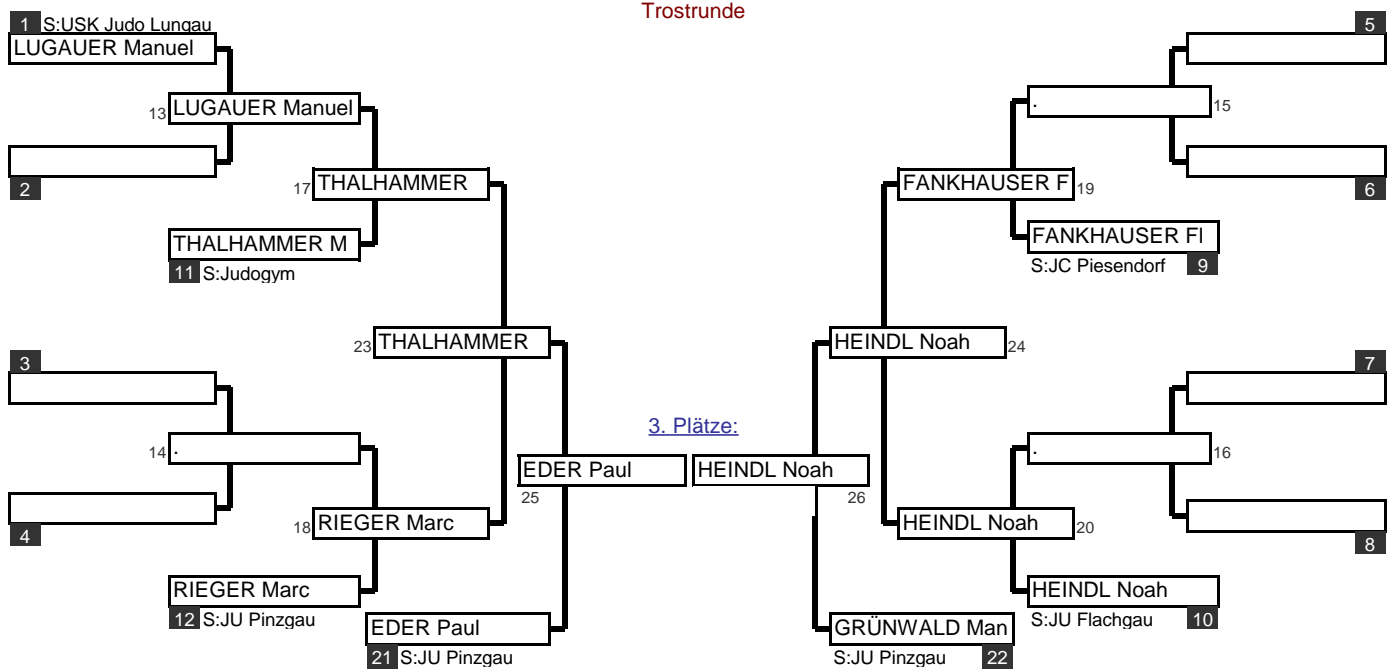 Trostrunde
1 S:USK Judo Lungau
LUGAUER Manuel
13 LUGAUER Manuel
2
17 THALHAMMER
THALHAMMER M
11 S:Judogym
23 THALHAMMER
3
14 .
4
18 RIEGER Marc
RIEGER Marc
12 S:JU Pinzgau
EDER Paul
21 S:JU Pinzgau
3. Plätze:
EDER Paul
25
HEINDL Noah
26
5
. 15
6
FANKHAUSER F 19
FANKHAUSER Fl
S:JC Piesendorf 9
HEINDL Noah 24
7
. 16
8
HEINDL Noah 20
HEINDL Noah
S:JU Flachgau 10
GRÜNWALD Man
S:JU Pinzgau 22